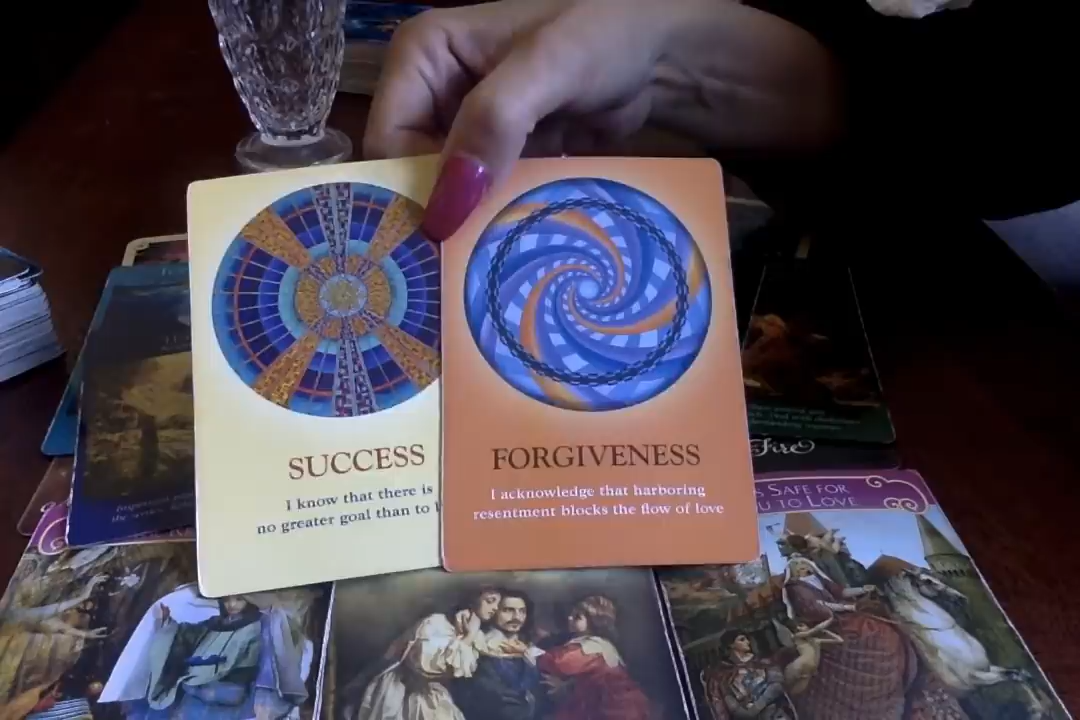 SUCCESS
I know that there is
no greater goal than to
FORGIVENESS
I acknowledge that harboring
resentment blocks the flow of love
Fire
SAFE FOR
TO LOVE